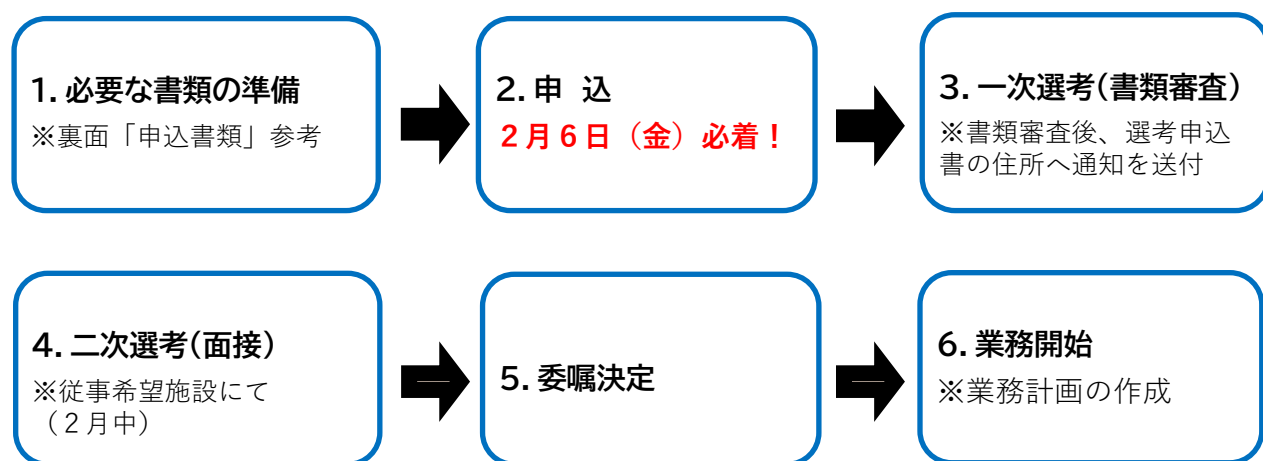 1. 必要な書類の準備
※裏面「申込書類」参考
2. 申 込
2月6日（金）必着！
3. 一次選考(書類審査)
※書類審査後、選考申込
書の住所へ通知を送付
4. 二次選考(面接)
※従事希望施設にて
（２月中）
5. 委嘱決定
6. 業務開始
※業務計画の作成